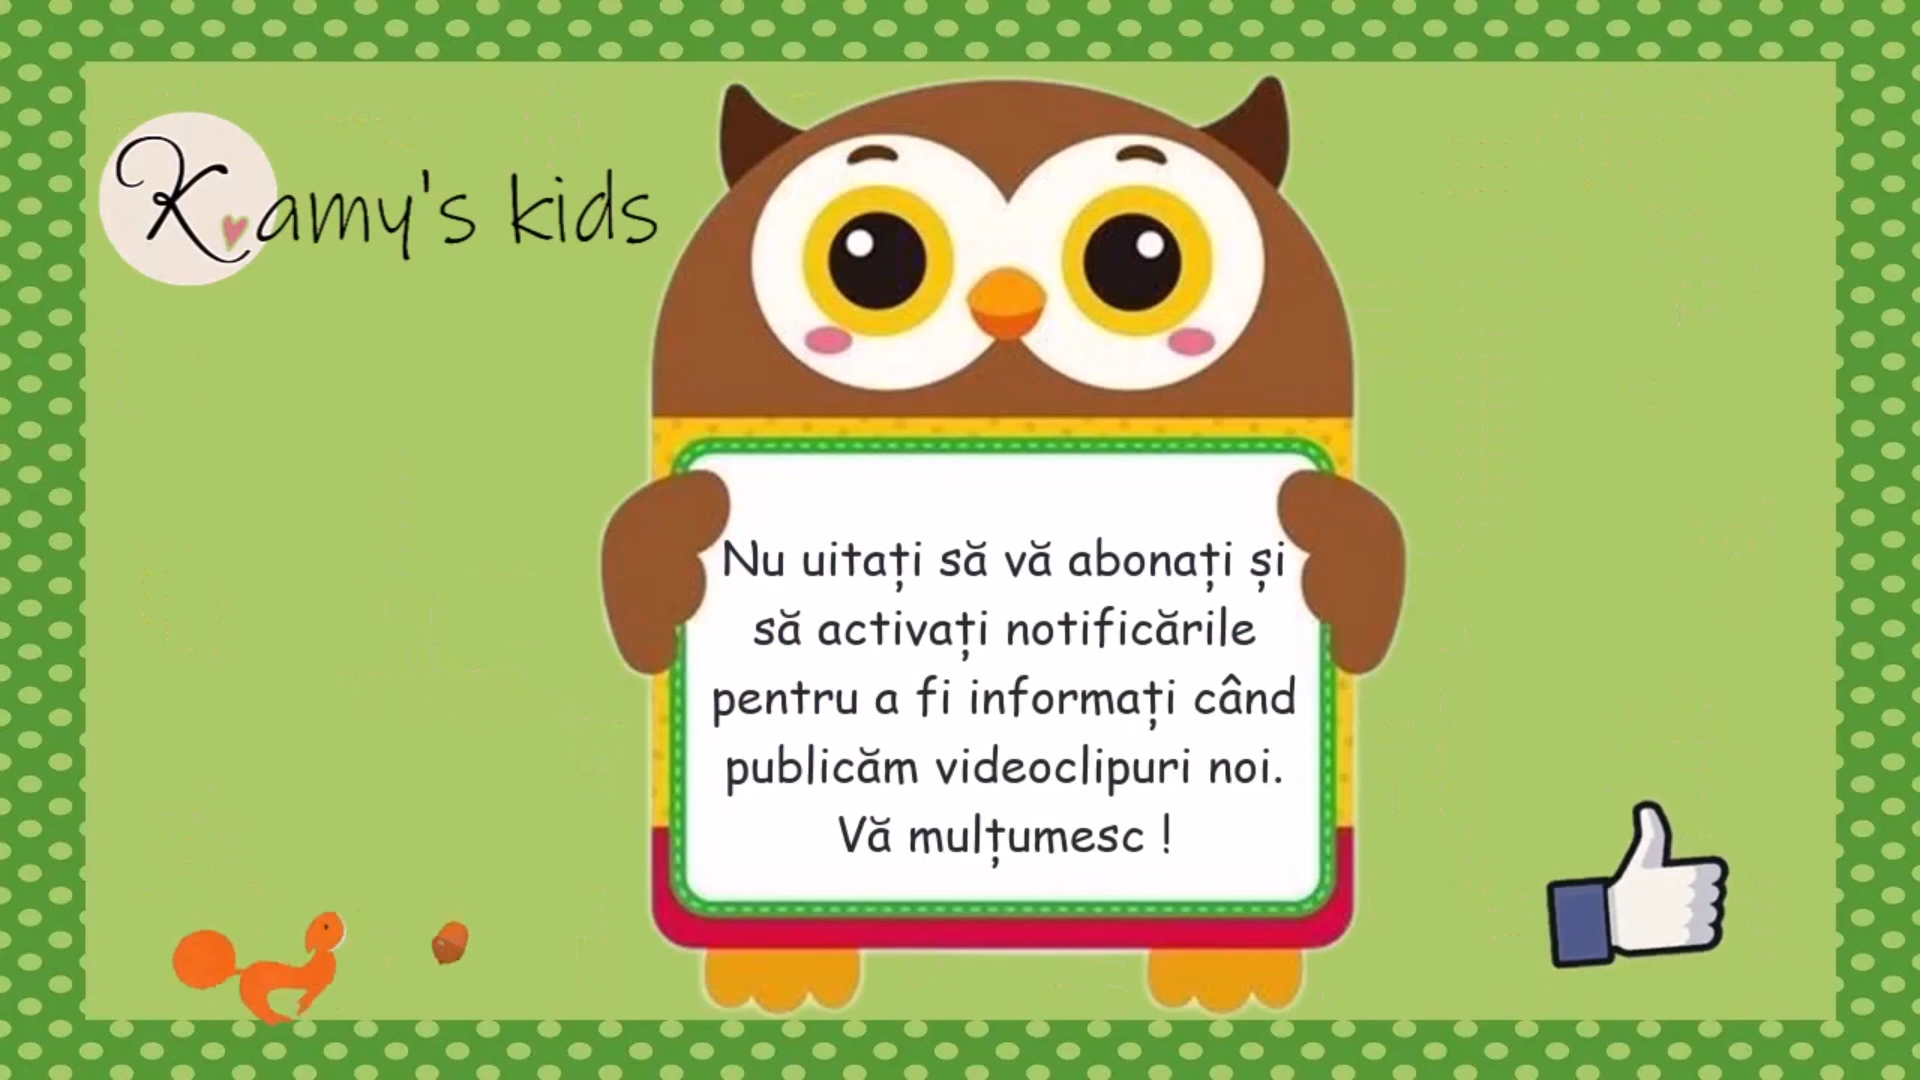 Kamy's kids
Nu uitați să vă abonați și
să activați notificările
pentru a fi informați când
publicăm videoclipuri noi.
Vă mulțumesc !